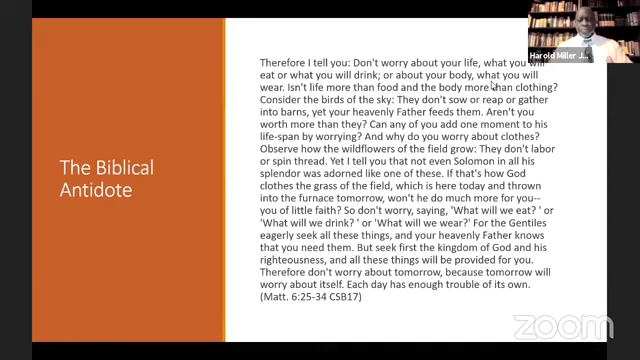 The Biblical
Antidote
Therefore I tell you: Don't worry about your life, what you will
eat or what you will drink; or about your body, what you will
wear. Isn't life more than food and the body more than clothing?
Consider the birds of the sky: They don't sow or reap or gather
into barns, yet your heavenly Father feeds them. Aren't you
worth more than they? Can any of you add one moment to his
life-span by worrying? And why do you worry about clothes?
Observe how the wildflowers of the field grow: They don't labor
or spin thread. Yet I tell you that not even Solomon in all his
splendor was adorned like one of these. If that's how God
clothes the grass of the field, which is here today and thrown
into the furnace tomorrow, won't he do much more for you--
you of little faith? So don't worry, saying, 'What will we eat? ' or
'What will we drink? ' or 'What will we wear?' For the Gentiles
eagerly seek all these things, and your heavenly Father knows
that you need them. But seek first the kingdom of God and his
righteousness, and all these things will be provided for you.
Therefore don't worry about tomorrow, because tomorrow will
worry about itself. Each day has enough trouble of its own.
(Matt. 6:25-34 CSB17)
Harold Miller J...
zoom